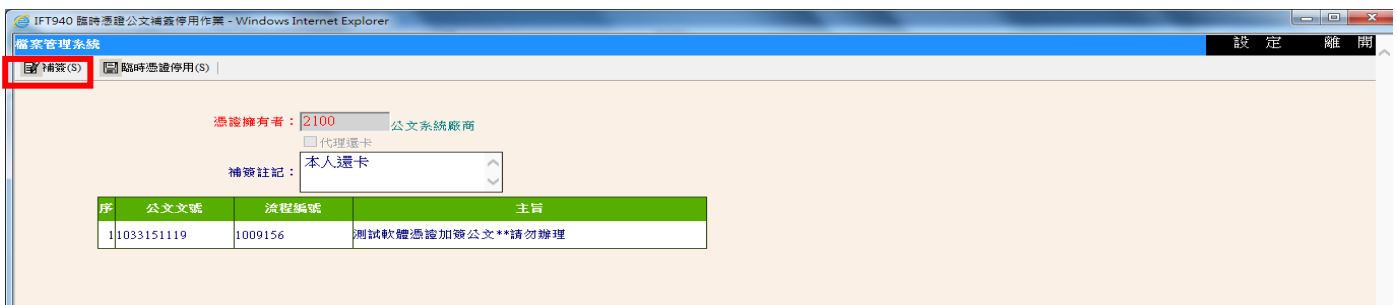 IFT940 臨時憑證公文補簽停用作業 - Windows Internet Explorer
檔案管理系統 設 定 離 開
補簽(S) 臨時憑證停用(S)
憑證擁有者： 2100 公文系統廠商
代理還卡
補簽註記： 本人還卡
序 公文文號 流程編號 主旨
1 1033151119 1009156 測試軟體憑證加簽公文**請勿辦理